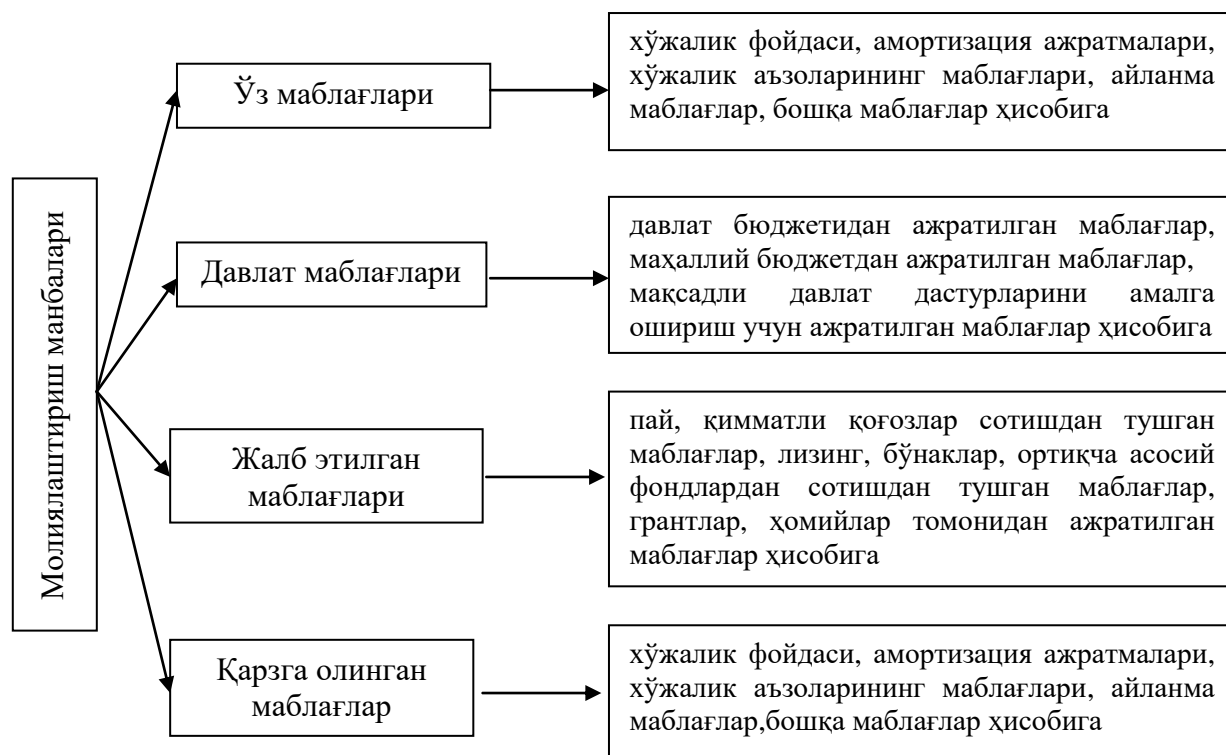 Молиялаштириш манбалари
Ўз маблағлари
хўжалик фойдаси, амортизация ажратмалари,
хўжалик аъзоларининг маблағлари, айланма
маблағлар, бошқа маблағлар ҳисобига
Давлат маблағлари
давлат бюджетидан ажратилган маблағлар,
маҳаллий бюджетдан ажратилган маблағлар,
мақсадли давлат дастурларини амалга
ошириш учун ажратилган маблағлар ҳисобига
Жалб этилган
маблағлари
пай, қимматли қоғозлар сотишдан тушган
маблағлар, лизинг, бўнаклар, ортиқча асосий
фондлардан сотишдан тушган маблағлар,
грантлар, ҳомийлар томонидан ажратилган
маблағлар ҳисобига
Қарзга олинган
маблағлар
хўжалик фойдаси, амортизация ажратмалари,
хўжалик аъзоларининг маблағлари, айланма
маблағлар,бошқа маблағлар ҳисобига